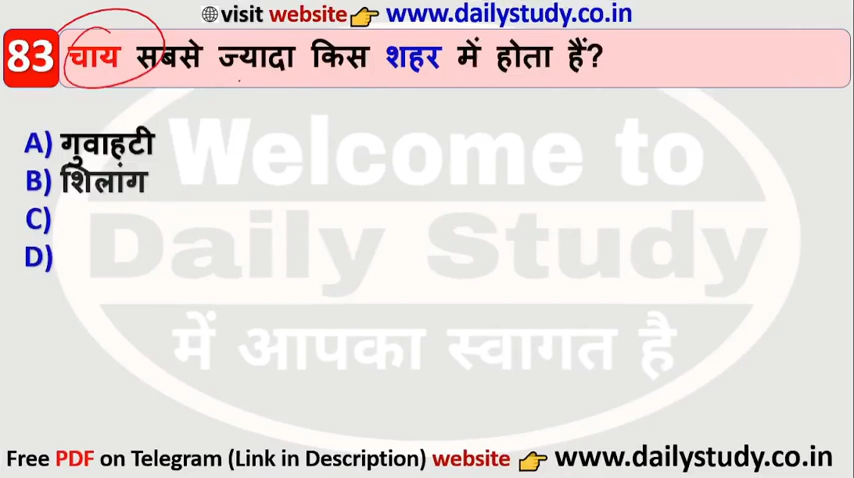 visit website www.dailystudy.co.in
83 चाय सबसे ज्यादा किस शहर में होता हैं?
A) गुवाहटी
B) शिलांग
C)
D)
Welcome to
Daily Study
में आपका स्वागत है
Free PDF on Telegram (Link in Description) website www.dailystudy.co.in